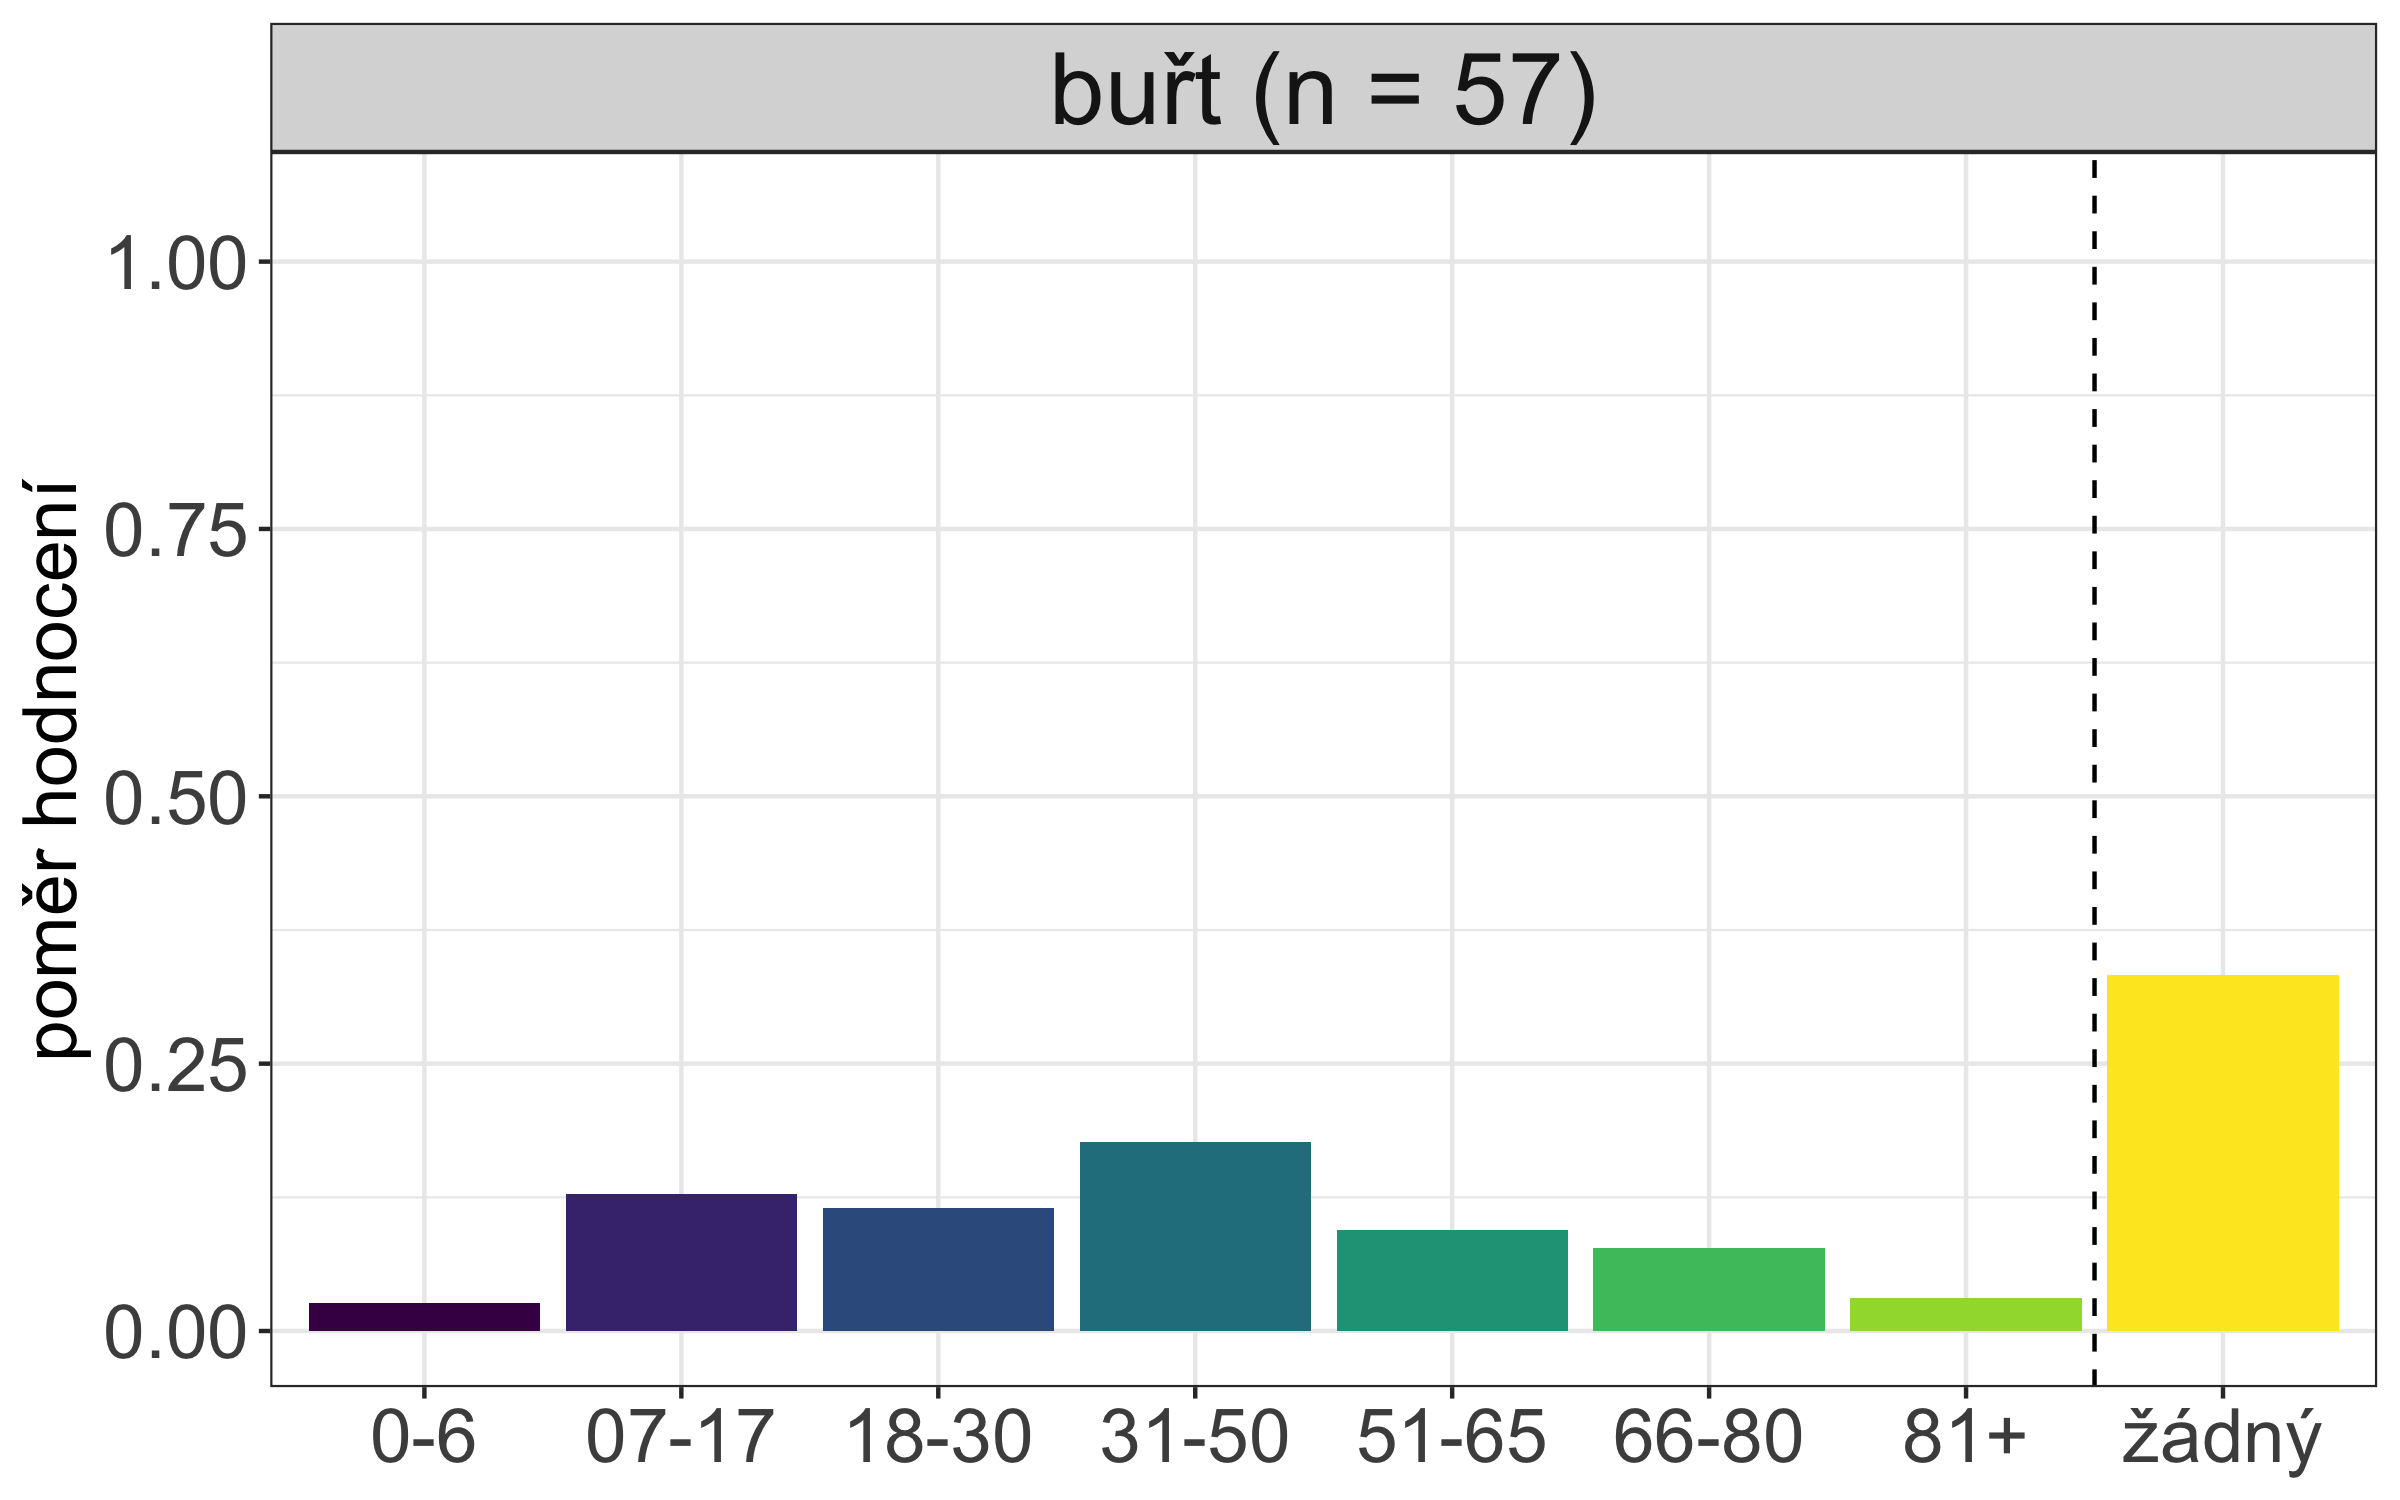 buřt (n = 57)
poměr hodnocení
1.00
0.75
0.50
0.25
0.00
0-6 07-17 18-30 31-50 51-65 66-80 81+ žádný